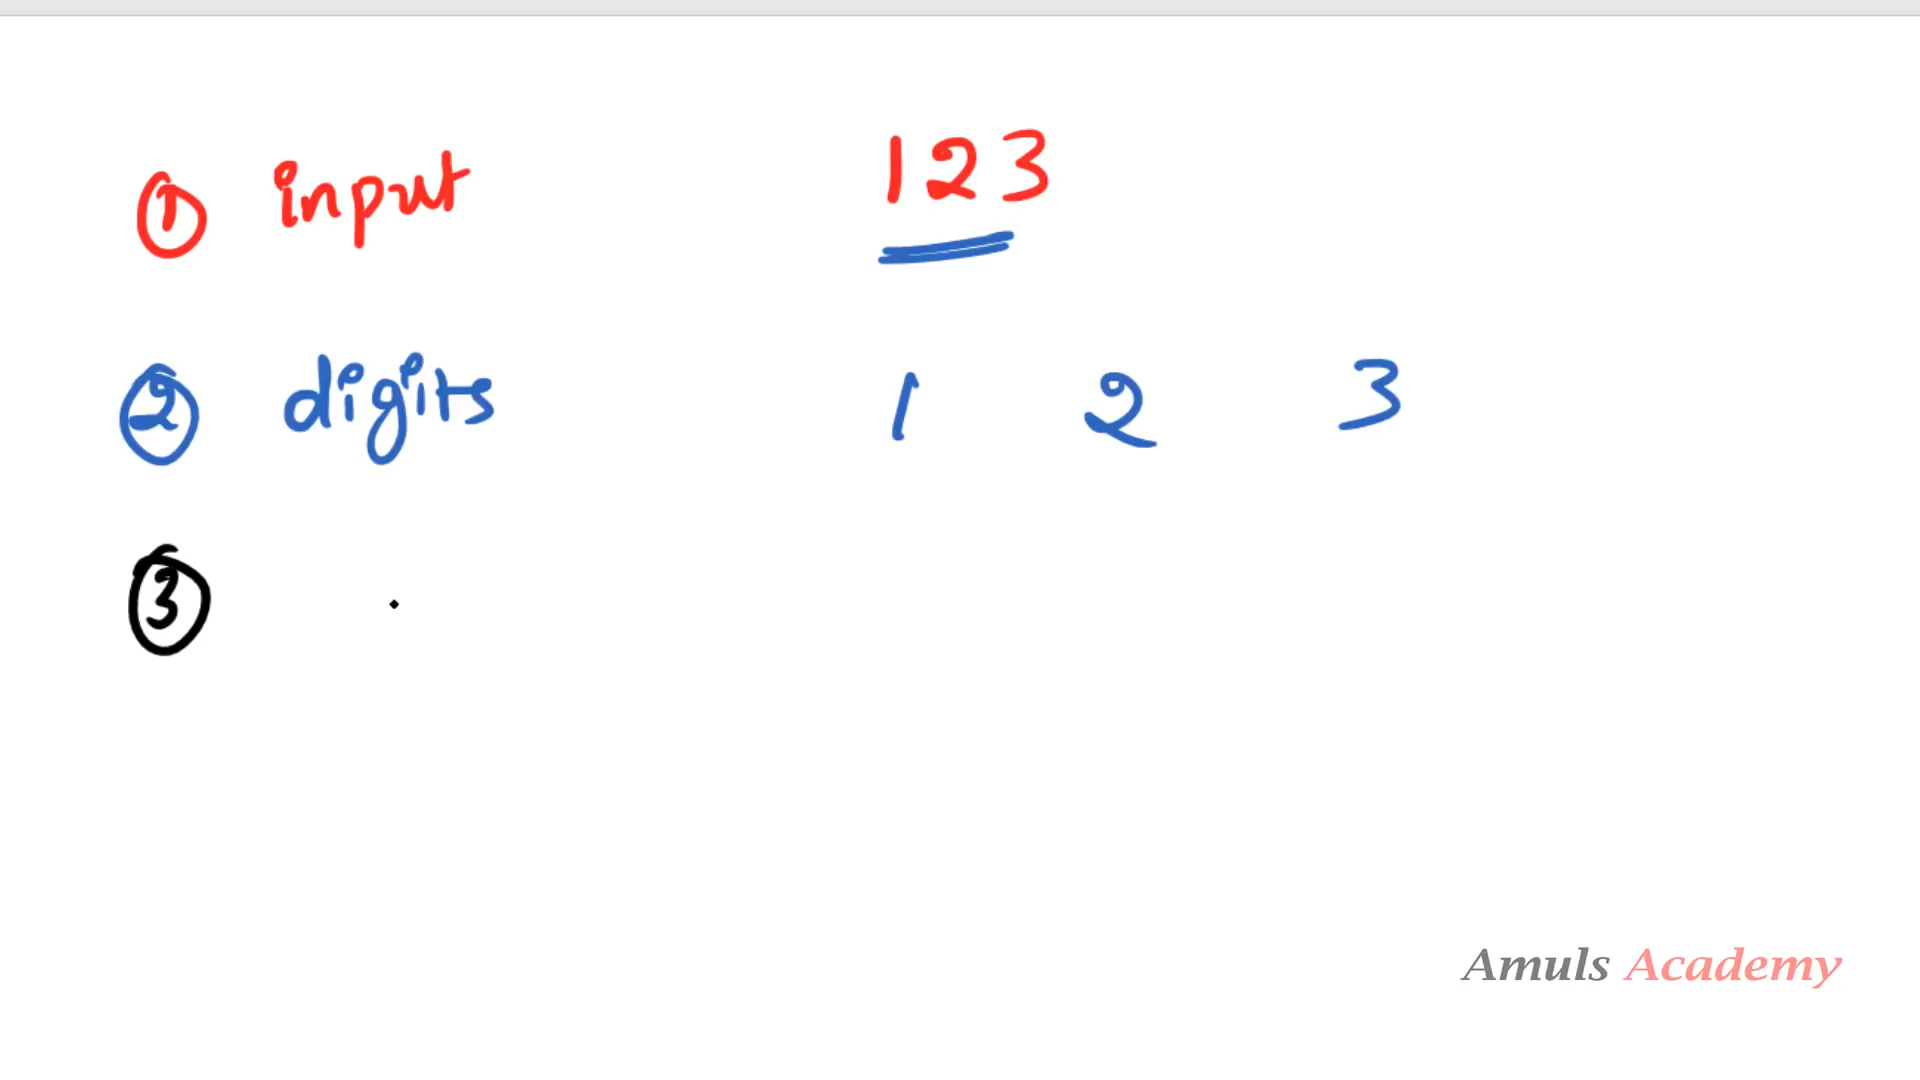 ① input 123
② digits 1 2 3
③
Amuls Academy